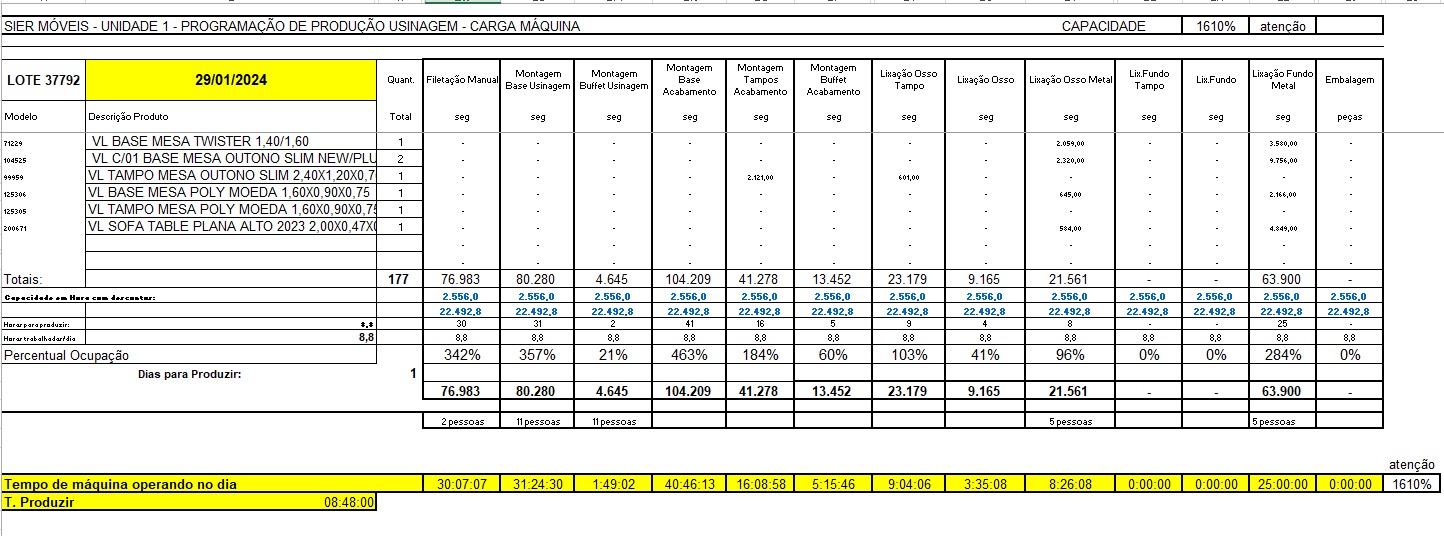 SIER MÓVEIS - UNIDADE 1 - PROGRAMAÇÃO DE PRODUÇÃO USINAGEM - CARGA MÁQUINA CAPACIDADE 1610% atenção
LOTE 37792 29/01/2024 Quant. Filetação Manual Montagem Base Usinagem Montagem Buffet Usinagem Montagem Base Acabamento Montagem Tampos Acabamento Montagem Buffet Acabamento Lixação Osso Tampo Lixação Osso Lixação Osso Metal Lix.Fundo Tampo Lix.Fundo Lixação Fundo Metal Embalagem
Modelo Descrição Produto Total seg seg seg seg seg seg seg seg seg seg seg seg peças
71229 VL BASE MESA TWISTER 1,40/1,60 1 - - - - - - - - 2.059,00 - - 3.580,00 -
104525 VL C/01 BASE MESA OUTONO SLIM NEW/PLU 2 - - - - - - - - 2.320,00 - - 9.756,00 -
99959 VL TAMPO MESA OUTONO SLIM 2,40X1,20X0,7 1 - - - - 2.121,00 - 601,00 - - - - - -
125306 VL BASE MESA POLY MOEDA 1,60X0,90X0,75 1 - - - - - - - - 645,00 - - 2.166,00 -
125305 VL TAMPO MESA POLY MOEDA 1,60X0,90X0,75 1 - - - - - - - - - - - - -
200671 VL SOFA TABLE PLANA ALTO 2023 2,00X0,47X0 1 - - - - - - - - 584,00 - - 4.849,00 -
- - - - - - - - - - - - -
- - - - - - - - - - - - -
Totais: 177 76.983 80.280 4.645 104.209 41.278 13.452 23.179 9.165 21.561 - - 63.900 -
Capacidade em Hora com descontar: 2.556,0 2.556,0 2.556,0 2.556,0 2.556,0 2.556,0 2.556,0 2.556,0 2.556,0 2.556,0 2.556,0 2.556,0 2.556,0
22.492,8 22.492,8 22.492,8 22.492,8 22.492,8 22.492,8 22.492,8 22.492,8 22.492,8 22.492,8 22.492,8 22.492,8 22.492,8
Horas para produzir: *,* 30 31 2 41 16 5 9 4 8 - - 25 -
Horas trabalhadas/dia 8,8 8,8 8,8 8,8 8,8 8,8 8,8 8,8 8,8 8,8 8,8 8,8 8,8 8,8
Percentual Ocupação 342% 357% 21% 463% 184% 60% 103% 41% 96% 0% 0% 284% 0%
Dias para Produzir: 1
76.983 80.280 4.645 104.209 41.278 13.452 23.179 9.165 21.561 - - 63.900 -
2 pessoas 11 pessoas 11 pessoas 5 pessoas 5 pessoas
atenção
Tempo de máquina operando no dia 30:07:07 31:24:30 1:49:02 40:46:13 16:08:58 5:15:46 9:04:06 3:35:08 8:26:08 0:00:00 0:00:00 25:00:00 0:00:00 1610%
T. Produzir 08:48:00